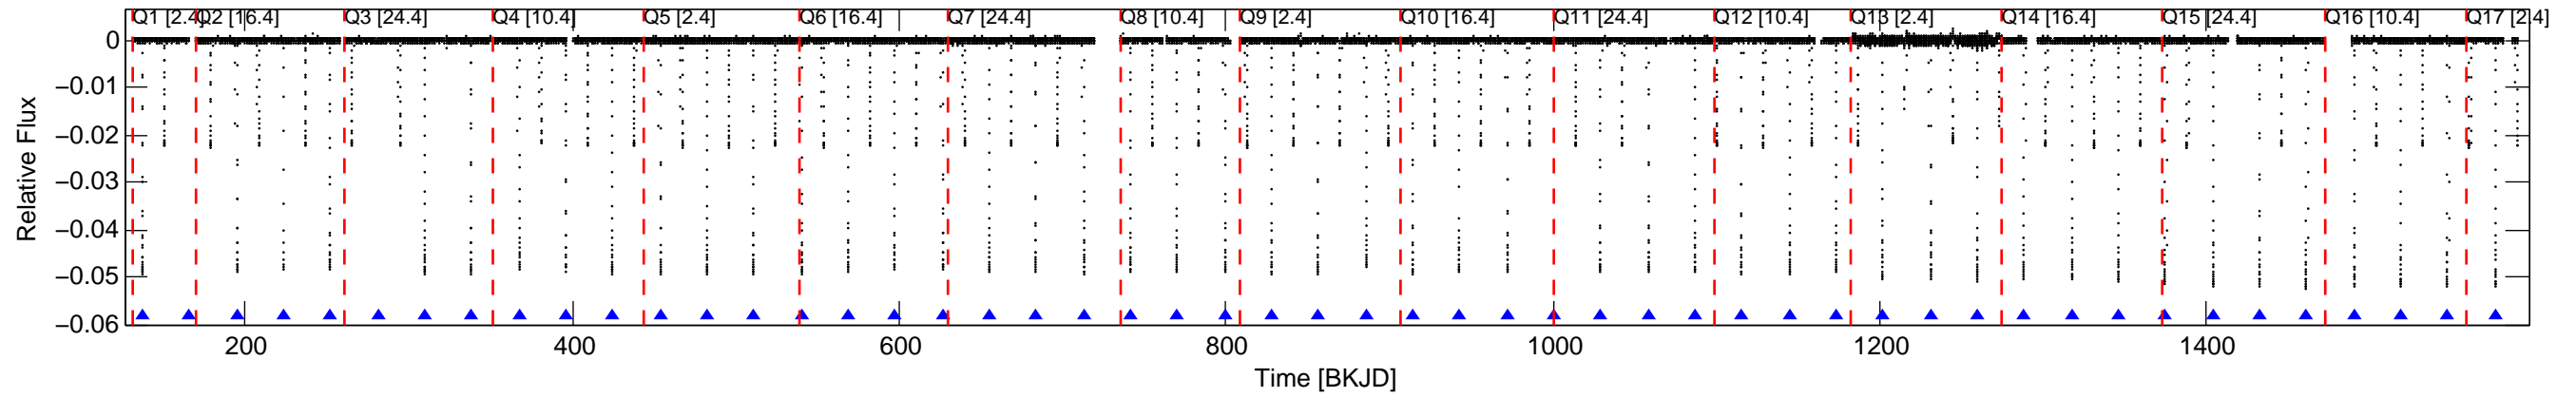 Q1 [2.4] Q2 [16.4] Q3 [24.4] Q4 [10.4] Q5 [2.4] Q6 [16.4] Q7 [24.4] Q8 [10.4] Q9 [2.4] Q10 [16.4] Q11 [24.4] Q12 [10.4] Q13 [2.4] Q14 [16.4] Q15 [24.4] Q16 [10.4] Q17 [2.4]
0
−0.01
−0.02
−0.03
−0.04
−0.05
−0.06
Relative Flux
200 400 600 800 1000 1200 1400
Time [BKJD]